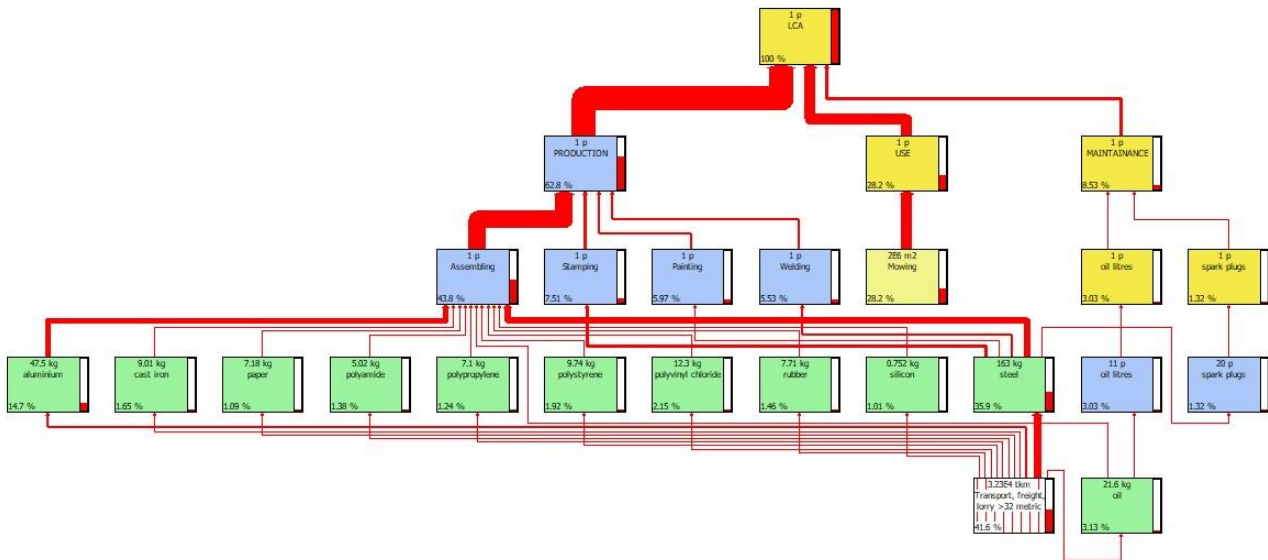 1 p
LCA
100 %
1 p
PRODUCTION
62.8 %
1 p
USE
28.2 %
1 p
MAINTAINANCE
8.53 %
1 p
Assembling
43.8 %
1 p
Stamping
7.51 %
1 p
Painting
5.97 %
1 p
Welding
5.53 %
2E6 m2
Mowing
28.2 %
1 p
oil litres
3.03 %
1 p
spark plugs
1.32 %
47.5 kg
aluminium
14.7 %
9.01 kg
cast iron
1.65 %
7.18 kg
paper
1.09 %
5.02 kg
polyamide
1.38 %
7.1 kg
polypropylene
1.24 %
9.74 kg
polystyrene
1.92 %
12.3 kg
polyvinyl chloride
2.15 %
7.71 kg
rubber
1.46 %
0.752 kg
silicon
1.01 %
163 kg
steel
35.9 %
11 p
oil litres
3.03 %
20 p
spark plugs
1.32 %
3.23E4 tkm
Transport, freight,
lorry >32 metric
41.6 %
21.6 kg
oil
3.13 %